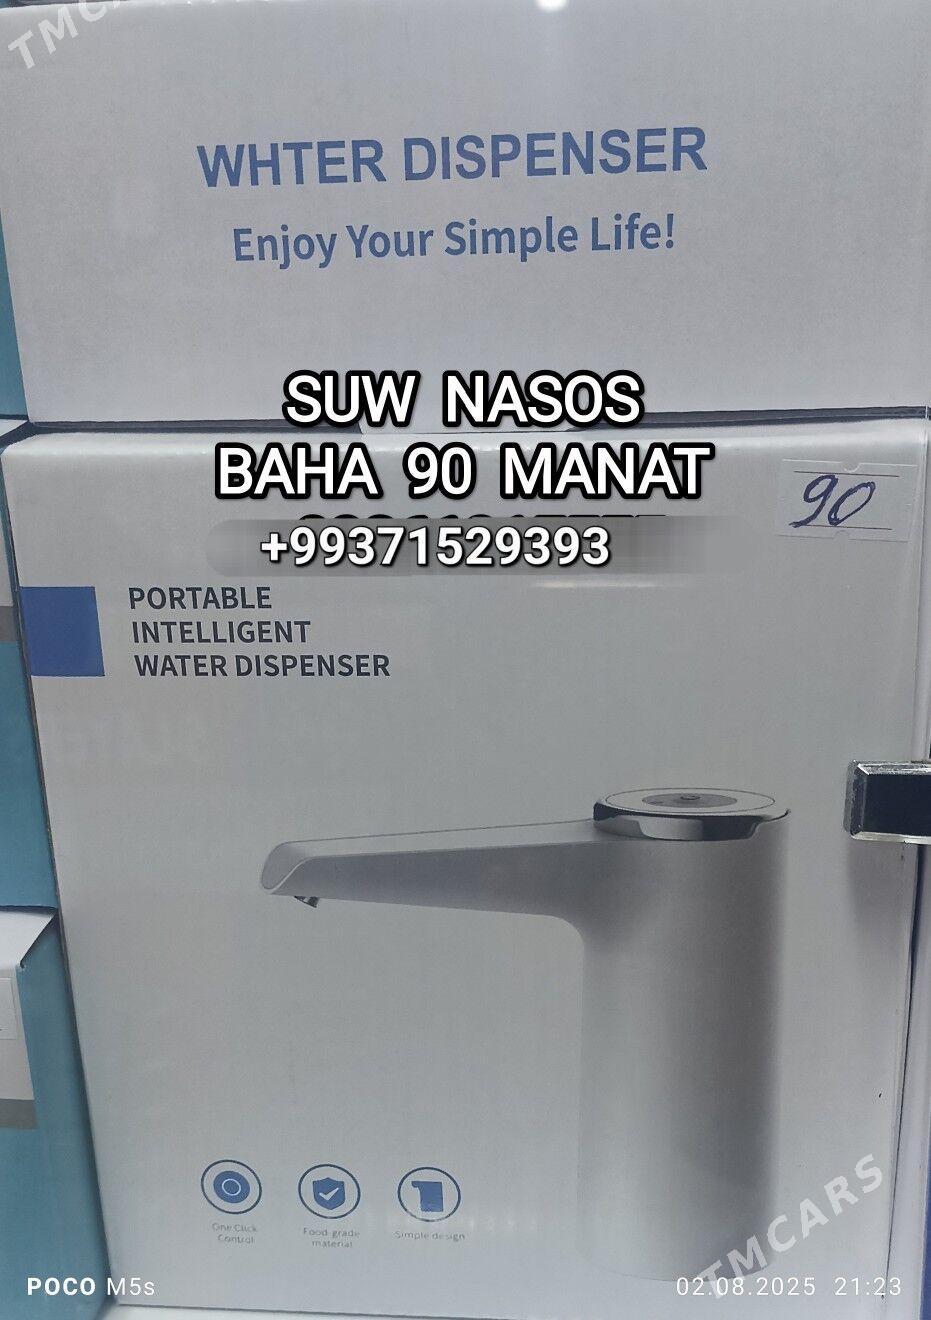 WHTER DISPENSER
Enjoy Your Simple Life!
SUW NASOS
BAHA 90 MANAT
90
+99371529393
PORTABLE
INTELLIGENT
WATER DISPENSER
One Click
Control
Food-grade
material
Simple design
TMCARS
POCO M5s
02.08.2025 21:23